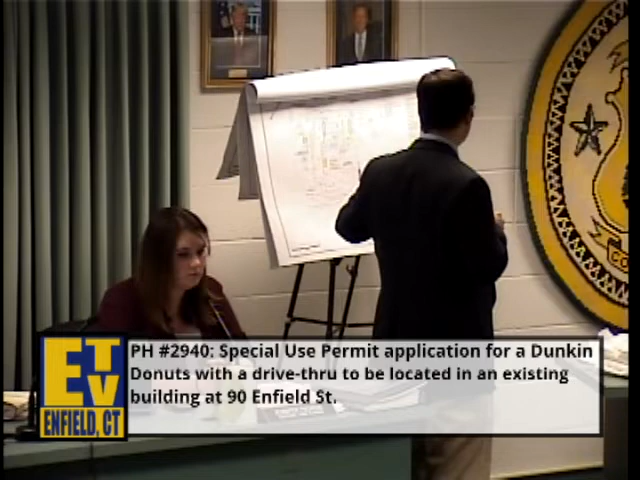 PH #2940: Special Use Permit application for a Dunkin
Donuts with a drive-thru to be located in an existing
building at 90 Enfield St.
ETV
ENFIELD, CT